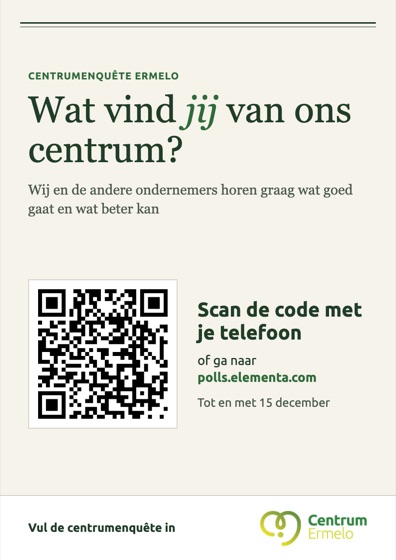 CENTRUMENQUÊTE ERMELO
Wat vind jij van ons
centrum?
Wij en de andere ondernemers horen graag wat goed
gaat en wat beter kan
Scan de code met
je telefoon
of ga naar
polls.elementa.com
Tot en met 15 december
Vul de centrumenquête in
Centrum
Ermelo